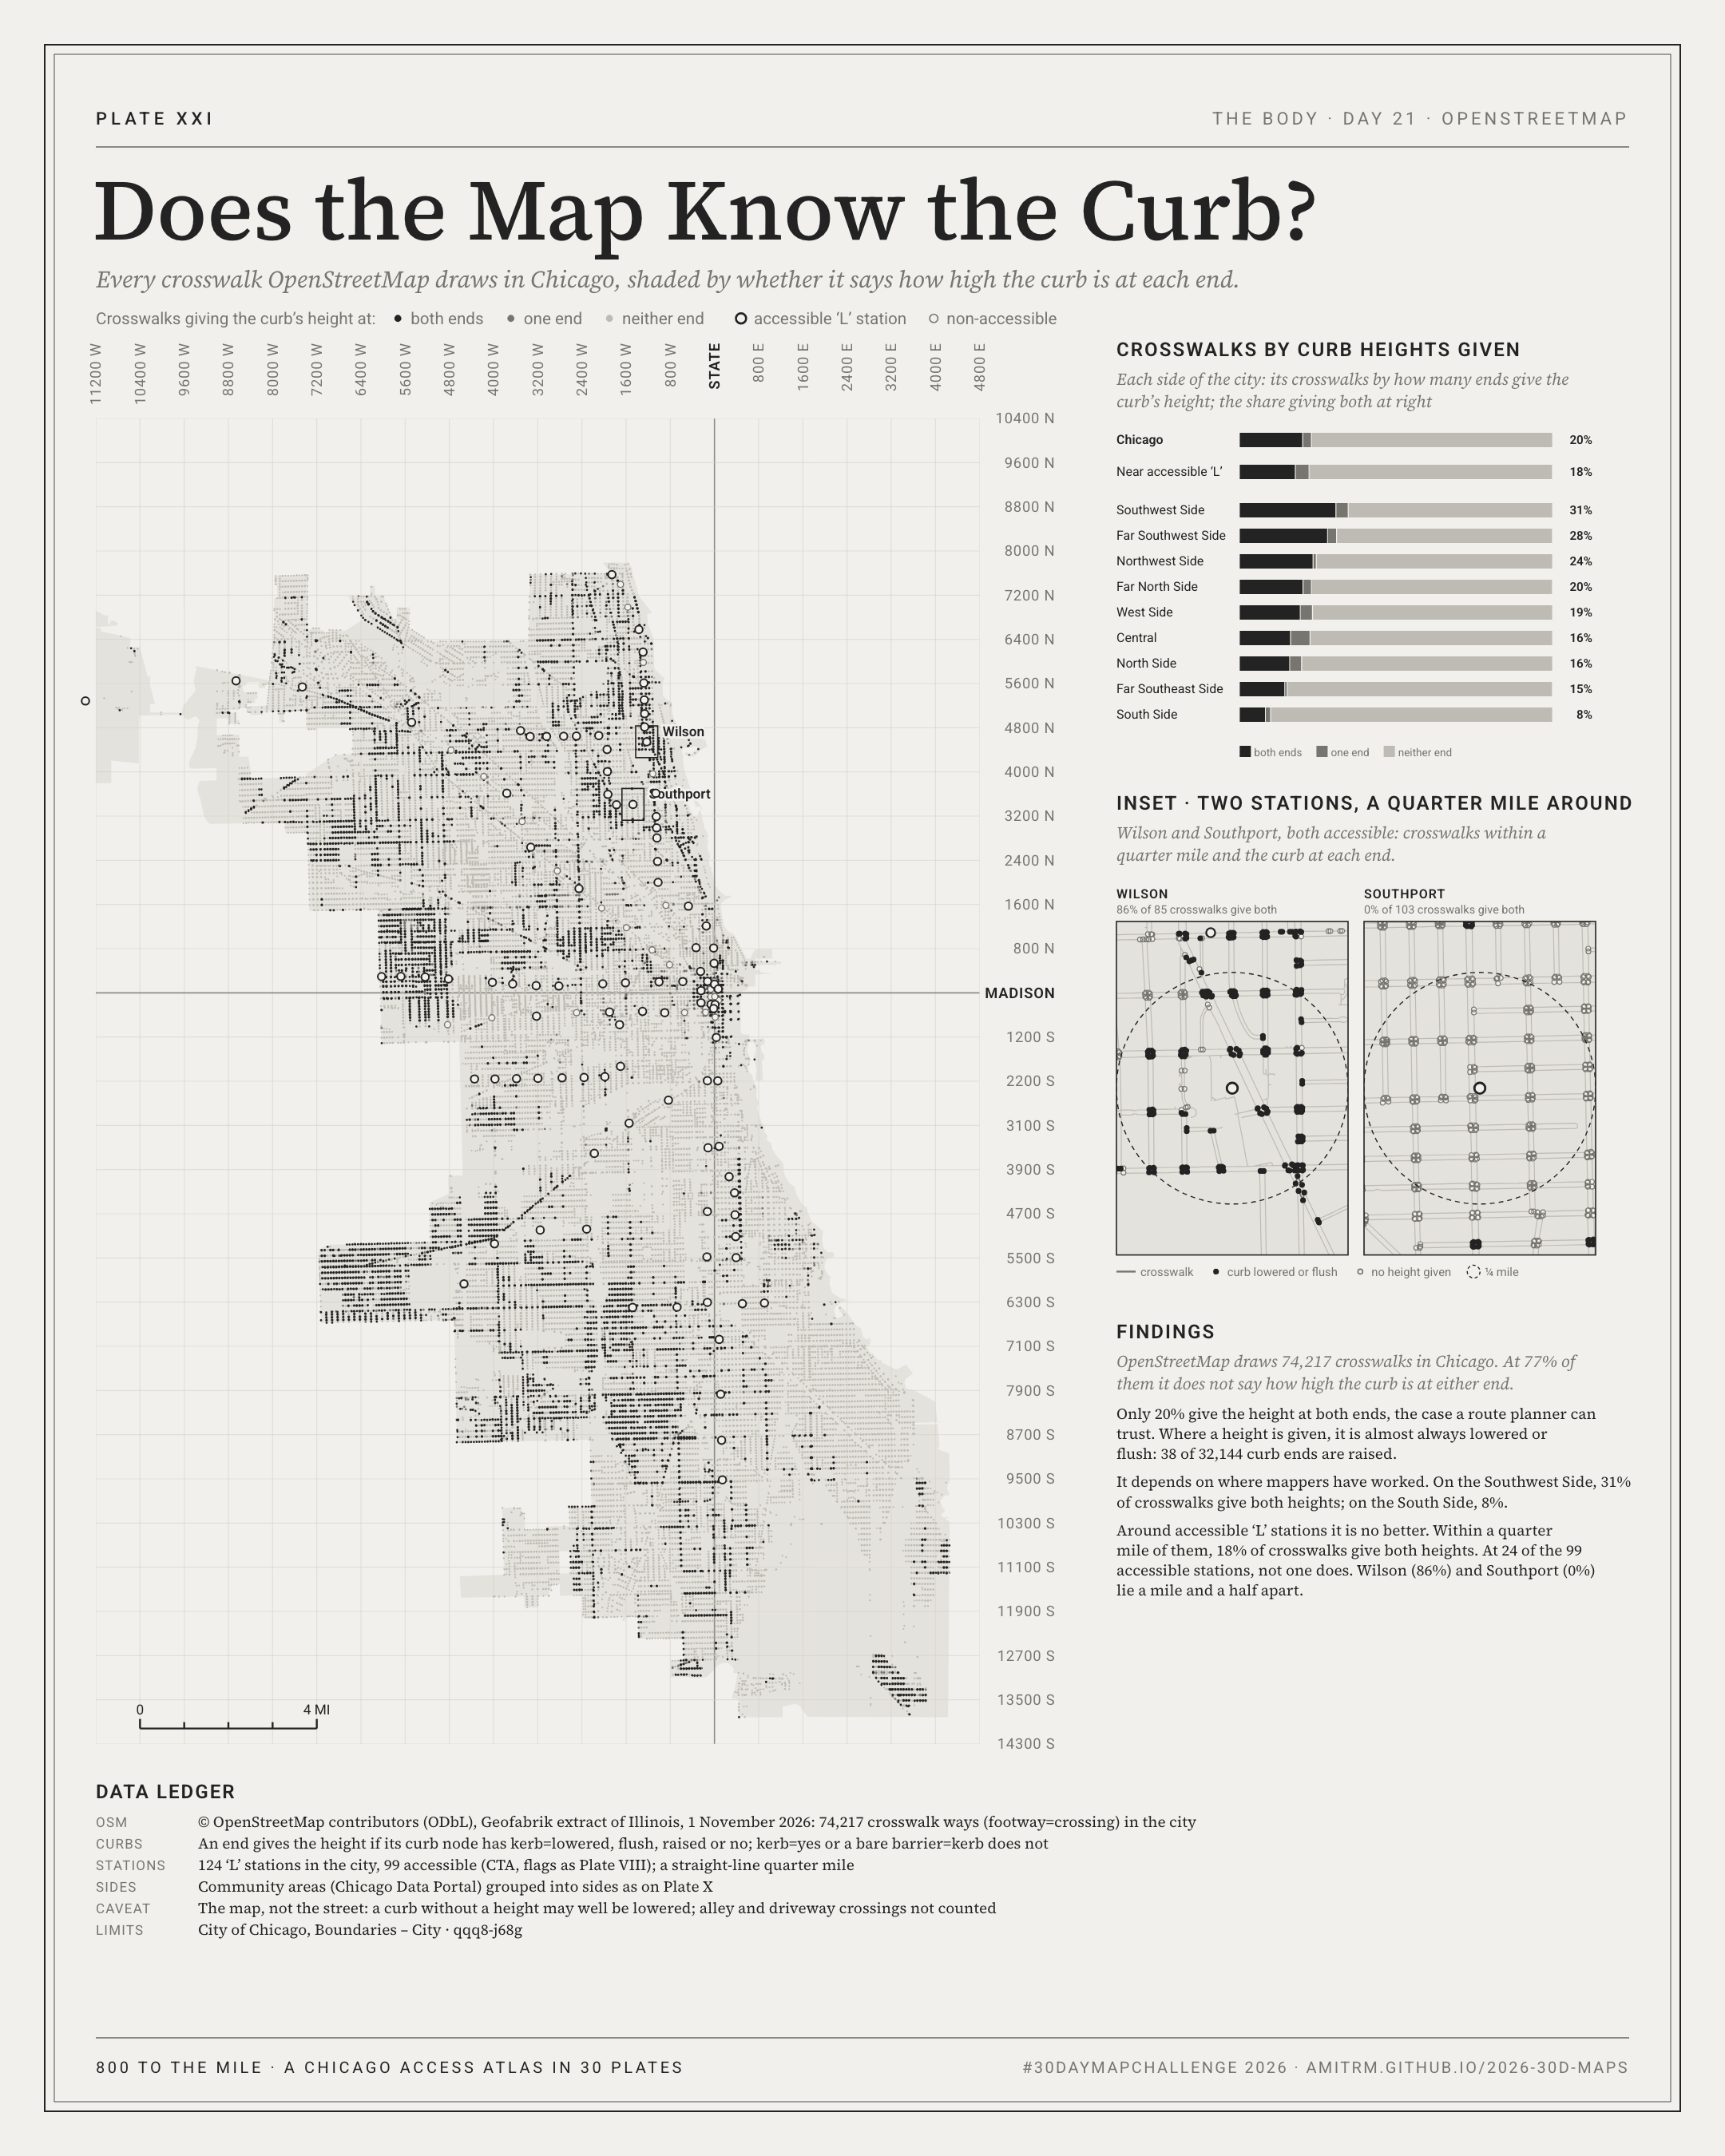 PLATE XXI
THE BODY · DAY 21 · OPENSTREETMAP
Does the Map Know the Curb?
Every crosswalk OpenStreetMap draws in Chicago, shaded by whether it says how high the curb is at each end.
Crosswalks giving the curb’s height at: both ends one end neither end accessible ‘L’ station non-accessible
11200 W 10400 W 9600 W 8800 W 8000 W 7200 W 6400 W 5600 W 4800 W 4000 W 3200 W 2400 W 1600 W 800 W STATE 800 E 1600 E 2400 E 3200 E 4000 E 4800 E
10400 N
9600 N
8800 N
8000 N
7200 N
6400 N
5600 N
4800 N
4000 N
3200 N
2400 N
1600 N
800 N
MADISON
1200 S
2200 S
3100 S
3900 S
4700 S
5500 S
6300 S
7100 S
7900 S
8700 S
9500 S
10300 S
11100 S
11900 S
12700 S
13500 S
14300 S
Wilson
Southport
0 4 MI
CROSSWALKS BY CURB HEIGHTS GIVEN
Each side of the city: its crosswalks by how many ends give the
curb’s height; the share giving both at right
Chicago 20%
Near accessible ‘L’ 18%
Southwest Side 31%
Far Southwest Side 28%
Northwest Side 24%
Far North Side 20%
West Side 19%
Central 16%
North Side 16%
Far Southeast Side 15%
South Side 8%
both ends one end neither end
INSET · TWO STATIONS, A QUARTER MILE AROUND
Wilson and Southport, both accessible: crosswalks within a
quarter mile and the curb at each end.
WILSON
86% of 85 crosswalks give both
SOUTHPORT
0% of 103 crosswalks give both
crosswalk curb lowered or flush no height given ¼ mile
FINDINGS
OpenStreetMap draws 74,217 crosswalks in Chicago. At 77% of
them it does not say how high the curb is at either end.
Only 20% give the height at both ends, the case a route planner can
trust. Where a height is given, it is almost always lowered or
flush: 38 of 32,144 curb ends are raised.
It depends on where mappers have worked. On the Southwest Side, 31%
of crosswalks give both heights; on the South Side, 8%.
Around accessible ‘L’ stations it is no better. Within a quarter
mile of them, 18% of crosswalks give both heights. At 24 of the 99
accessible stations, not one does. Wilson (86%) and Southport (0%)
lie a mile and a half apart.
DATA LEDGER
OSM © OpenStreetMap contributors (ODbL), Geofabrik extract of Illinois, 1 November 2026: 74,217 crosswalk ways (footway=crossing) in the city
CURBS An end gives the height if its curb node has kerb=lowered, flush, raised or no; kerb=yes or a bare barrier=kerb does not
STATIONS 124 ‘L’ stations in the city, 99 accessible (CTA, flags as Plate VIII); a straight-line quarter mile
SIDES Community areas (Chicago Data Portal) grouped into sides as on Plate X
CAVEAT The map, not the street: a curb without a height may well be lowered; alley and driveway crossings not counted
LIMITS City of Chicago, Boundaries – City · qqq8-j68g
800 TO THE MILE · A CHICAGO ACCESS ATLAS IN 30 PLATES
#30DAYMAPCHALLENGE 2026 · AMITRM.GITHUB.IO/2026-30D-MAPS